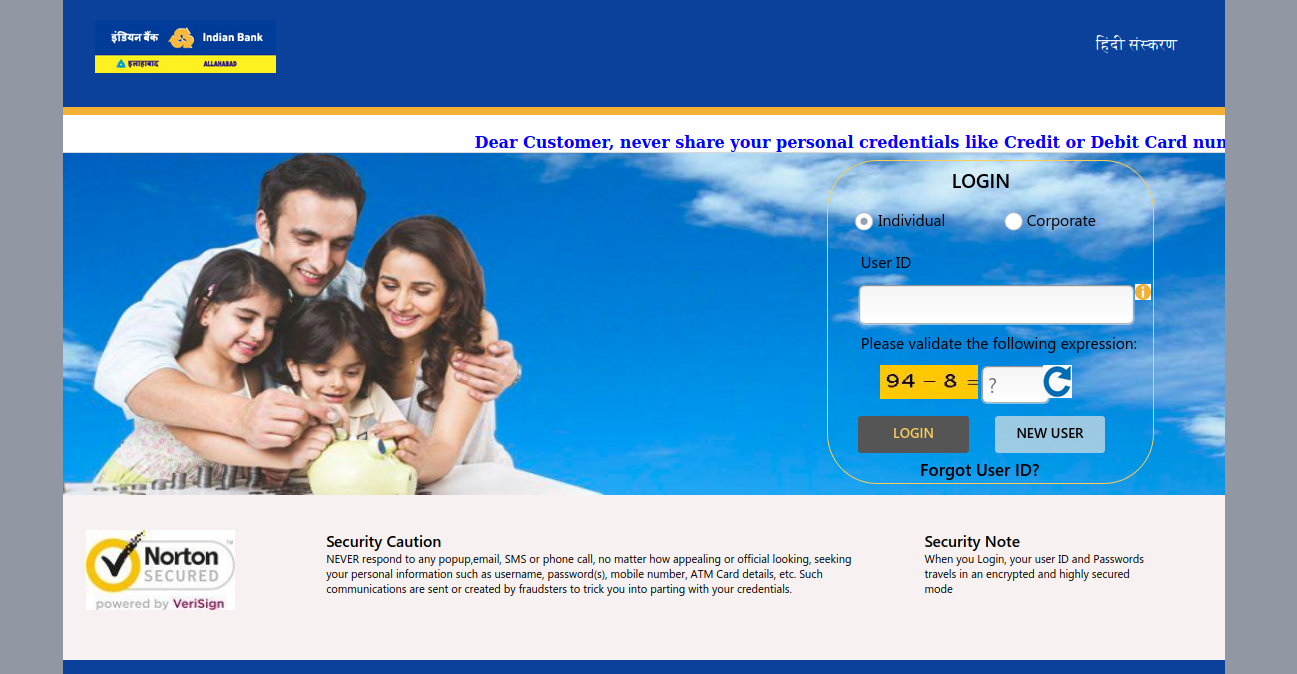 इंडियन बैंक Indian Bank
इलाहाबाद ALLAHABAD
हिंदी संस्करण
Dear Customer, never share your personal credentials like Credit or Debit Card num
LOGIN
Individual Corporate
User ID
Please validate the following expression:
94 − 8 = ?
LOGIN NEW USER
Forgot User ID?
Norton
SECURED
powered by VeriSign
Security Caution
NEVER respond to any popup,email, SMS or phone call, no matter how appealing or official looking, seeking
your personal information such as username, password(s), mobile number, ATM Card details, etc. Such
communications are sent or created by fraudsters to trick you into parting with your credentials.
Security Note
When you Login, your user ID and Passwords
travels in an encrypted and highly secured
mode